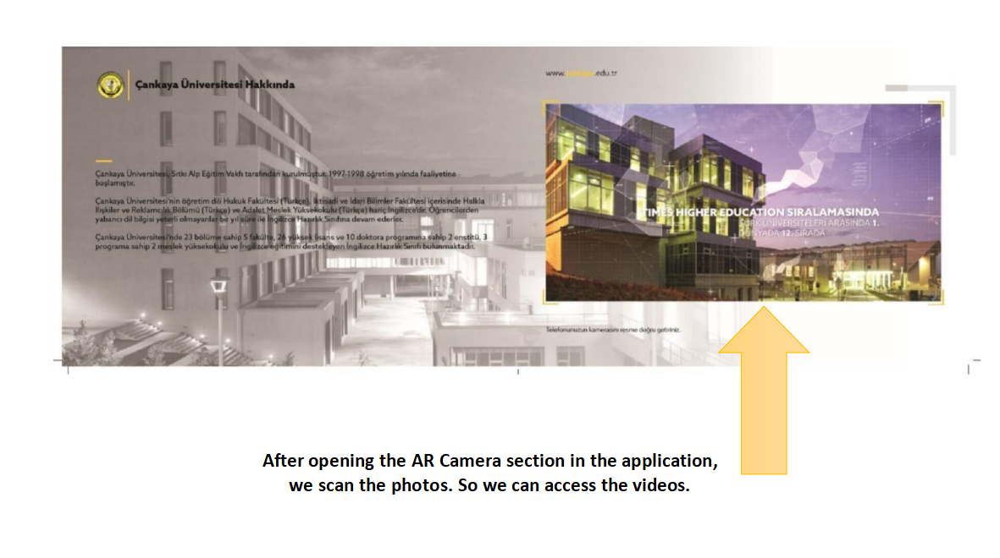 Çankaya Üniversitesi Hakkında
Çankaya Üniversitesi, Sıtkı Alp Eğitim Vakfı tarafından kurulmuştur. 1997-1998 öğretim yılında faaliyetine
başlamıştır.
Çankaya Üniversitesi'nin öğretim dili Hukuk Fakültesi (Türkçe), İktisadi ve İdari Bilimler Fakültesi içerisinde Halkla
İlişkiler ve Reklamcılık Bölümü (Türkçe) ve Adalet Meslek Yüksekokulu (Türkçe) hariç İngilizce'dir. Öğrencilerden
yabancı dil bilgisi yeterli olmayanlar bir yıl süre ile İngilizce Hazırlık Sınıfına devam ederler.
Çankaya Üniversitesi'nde 23 bölüme sahip 5 fakülte, 26 yüksek lisans ve 10 doktora programına sahip 2 enstitü, 3
programa sahip 2 meslek yüksekokulu ve İngilizce eğitimini destekleyen İngilizce Hazırlık Sınıfı bulunmaktadır.
www.cankaya.edu.tr
TIMES HIGHER EDUCATION SIRALAMASINDA
TÜRK ÜNİVERSİTELERİ ARASINDA 1.
DÜNYADA 12. SIRADA
Telefonunuzun kamerasını resme doğru getiriniz.
After opening the AR Camera section in the application,
we scan the photos. So we can access the videos.